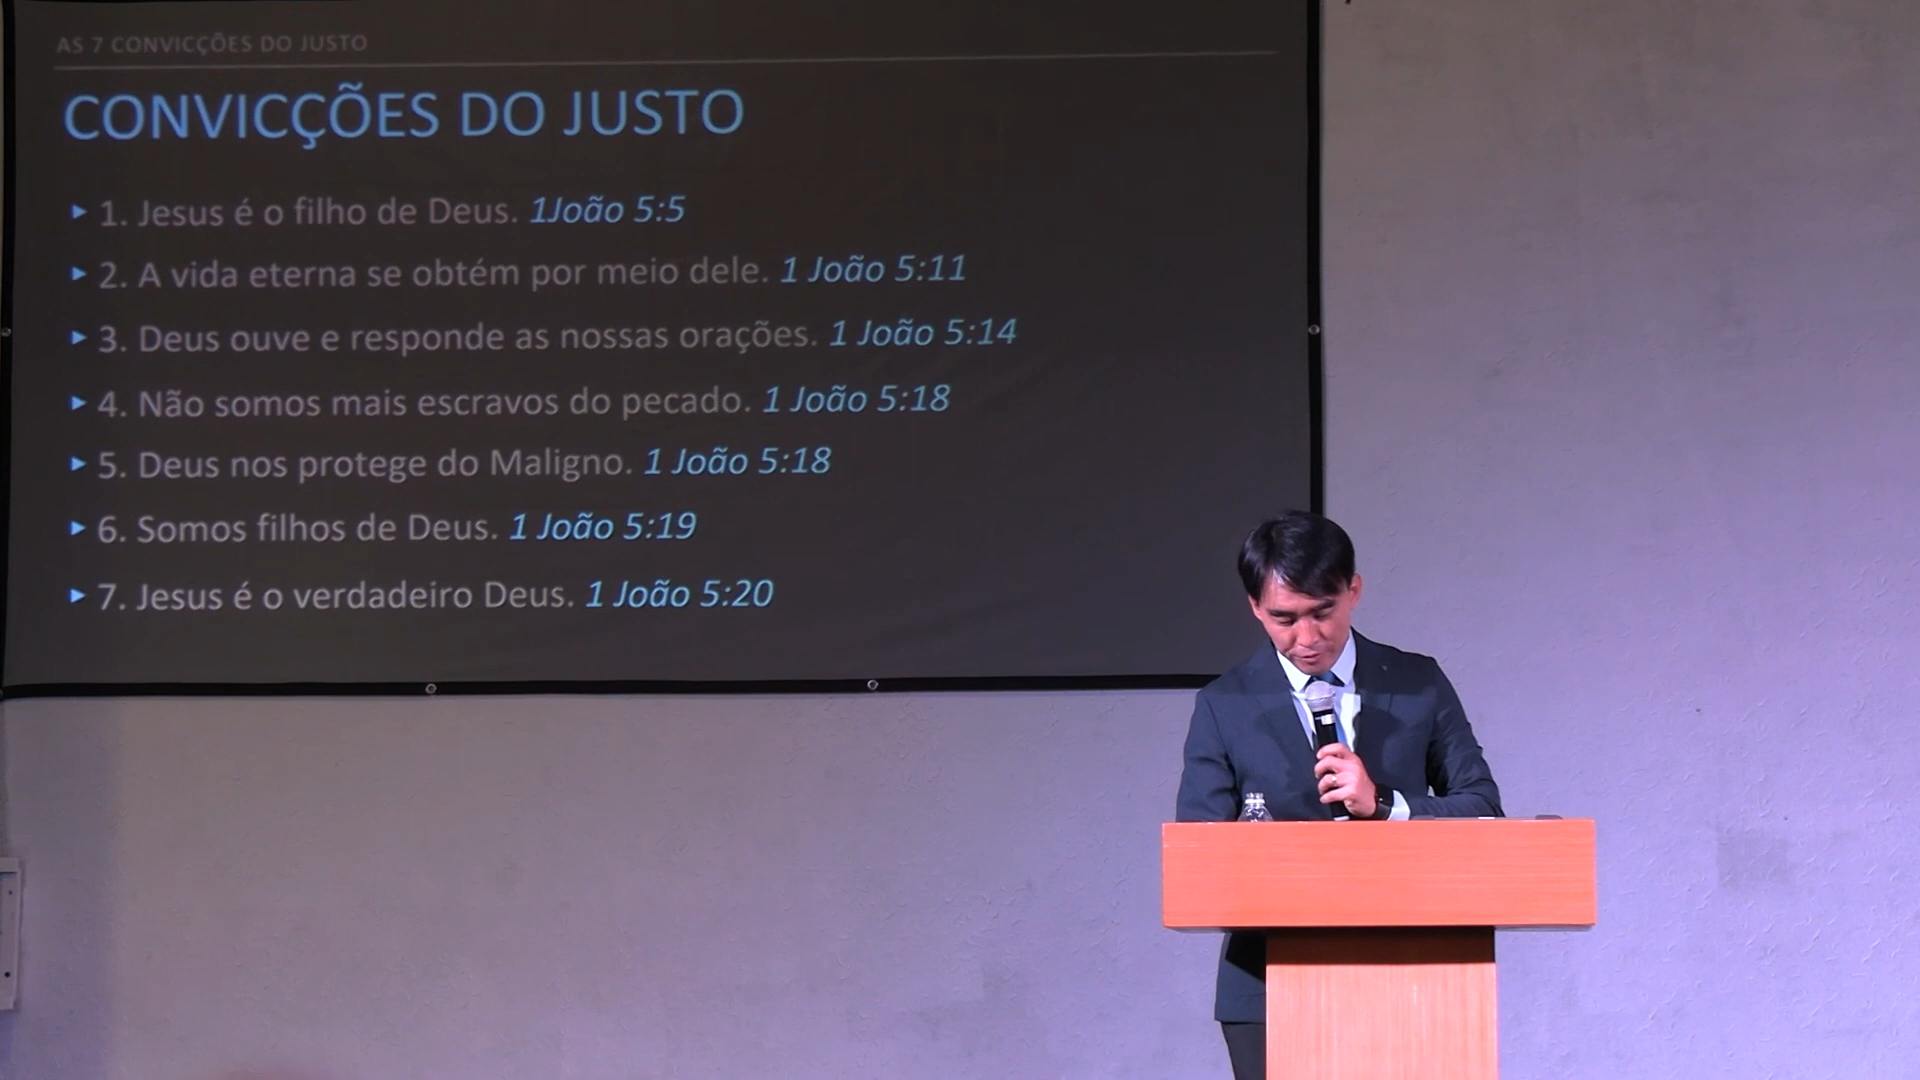 AS 7 CONVICÇÕES DO JUSTO
CONVICÇÕES DO JUSTO
▸ 1. Jesus é o filho de Deus. 1João 5:5
▸ 2. A vida eterna se obtém por meio dele. 1 João 5:11
▸ 3. Deus ouve e responde as nossas orações. 1 João 5:14
▸ 4. Não somos mais escravos do pecado. 1 João 5:18
▸ 5. Deus nos protege do Maligno. 1 João 5:18
▸ 6. Somos filhos de Deus. 1 João 5:19
▸ 7. Jesus é o verdadeiro Deus. 1 João 5:20